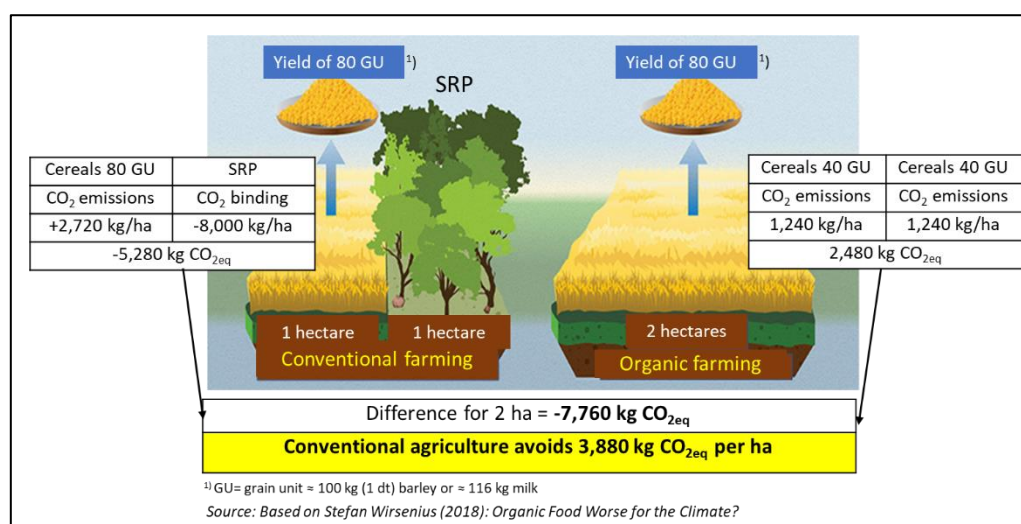 Yield of 80 GU 1)
Yield of 80 GU 1)
SRP
Cereals 80 GU SRP
CO2 emissions CO2 binding
+2,720 kg/ha -8,000 kg/ha
-5,280 kg CO2eq
Cereals 40 GU Cereals 40 GU
CO2 emissions CO2 emissions
1,240 kg/ha 1,240 kg/ha
2,480 kg CO2eq
1 hectare 1 hectare
Conventional farming
2 hectares
Organic farming
Difference for 2 ha = -7,760 kg CO2eq
Conventional agriculture avoids 3,880 kg CO2eq per ha
1) GU= grain unit ≈ 100 kg (1 dt) barley or ≈ 116 kg milk
Source: Based on Stefan Wirsenius (2018): Organic Food Worse for the Climate?